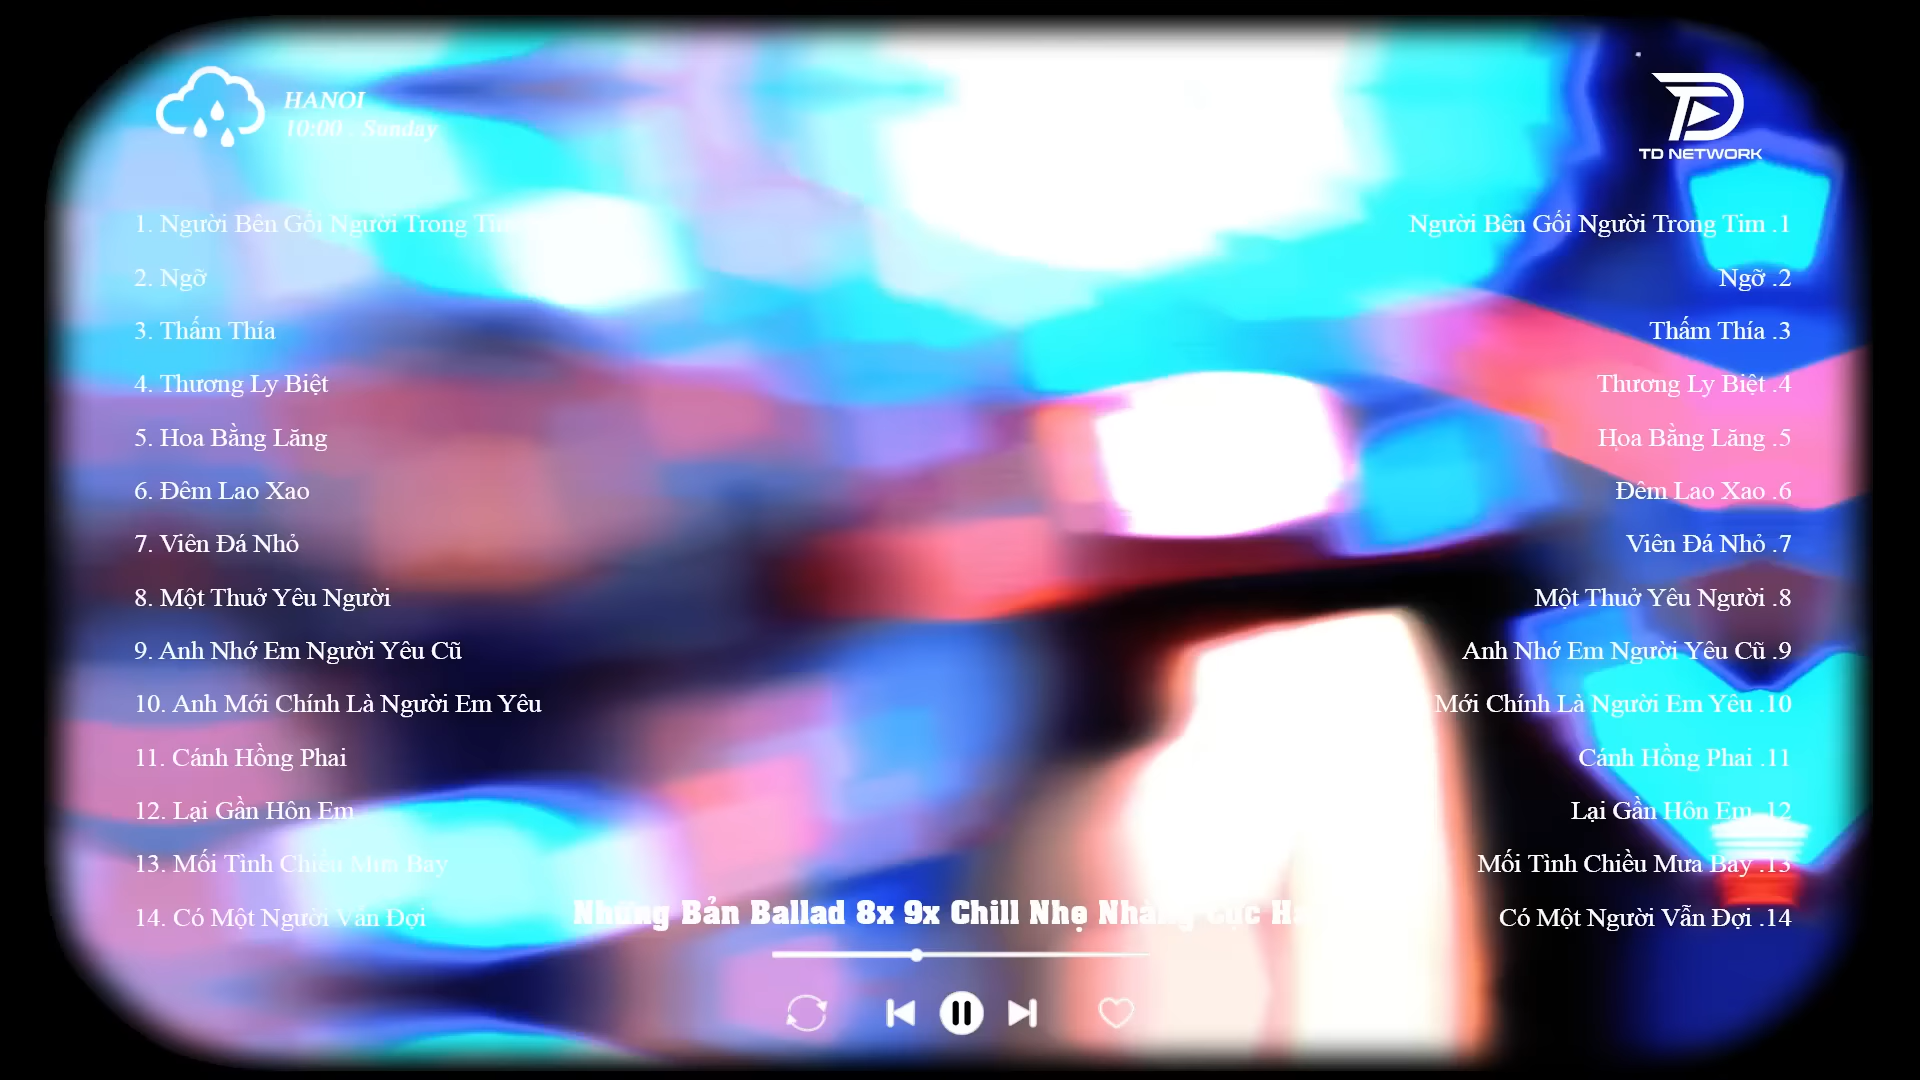 HANOI
10:00 - Sunday
TD NETWORK
1. Người Bên Gối Người Trong Tim
2. Ngỡ
3. Thấm Thía
4. Thương Ly Biệt
5. Hoa Bằng Lăng
6. Đêm Lao Xao
7. Viên Đá Nhỏ
8. Một Thuở Yêu Người
9. Anh Nhớ Em Người Yêu Cũ
10. Anh Mới Chính Là Người Em Yêu
11. Cánh Hồng Phai
12. Lại Gần Hôn Em
13. Mối Tình Chiều Mưa Bay
14. Có Một Người Vẫn Đợi
Người Bên Gối Người Trong Tim .1
Ngỡ .2
Thấm Thía .3
Thương Ly Biệt .4
Hoa Bằng Lăng .5
Đêm Lao Xao .6
Viên Đá Nhỏ .7
Một Thuở Yêu Người .8
Anh Nhớ Em Người Yêu Cũ .9
Mới Chính Là Người Em Yêu .10
Cánh Hồng Phai .11
Lại Gần Hôn Em .12
Mối Tình Chiều Mưa Bay .13
Có Một Người Vẫn Đợi .14
Những Bản Ballad 8x 9x Chill Nhẹ Nhàng Cực